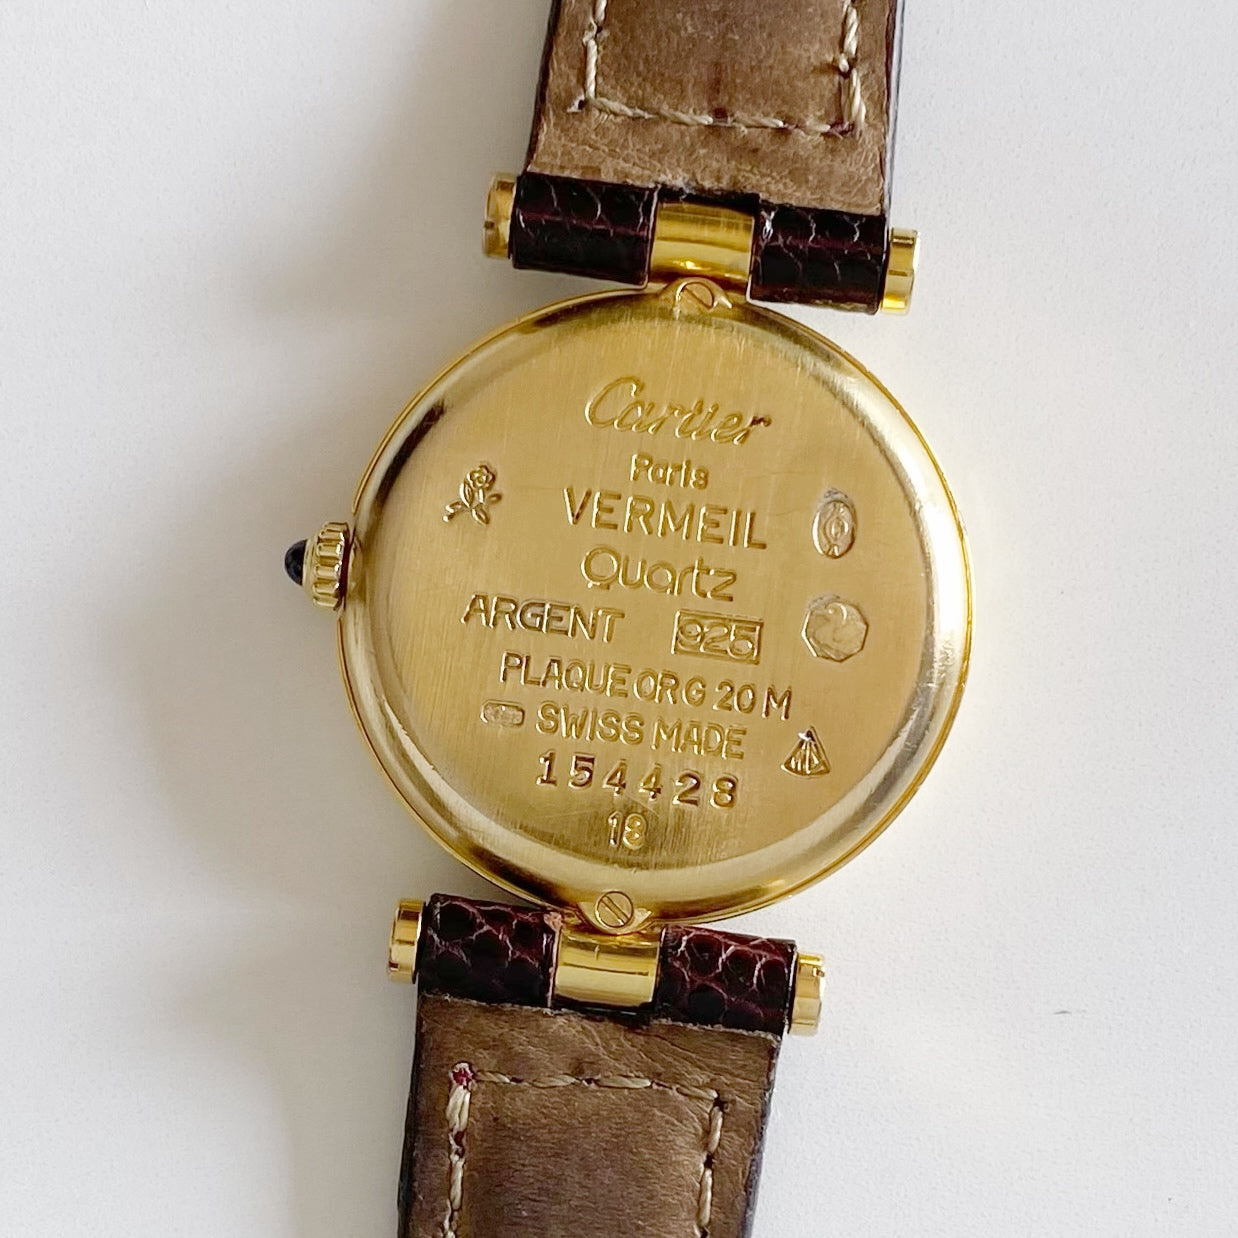 Cartier
Paris
VERMEIL
Quartz
ARGENT 925
PLAQUE OR G 20 M
SWISS MADE
154428
18